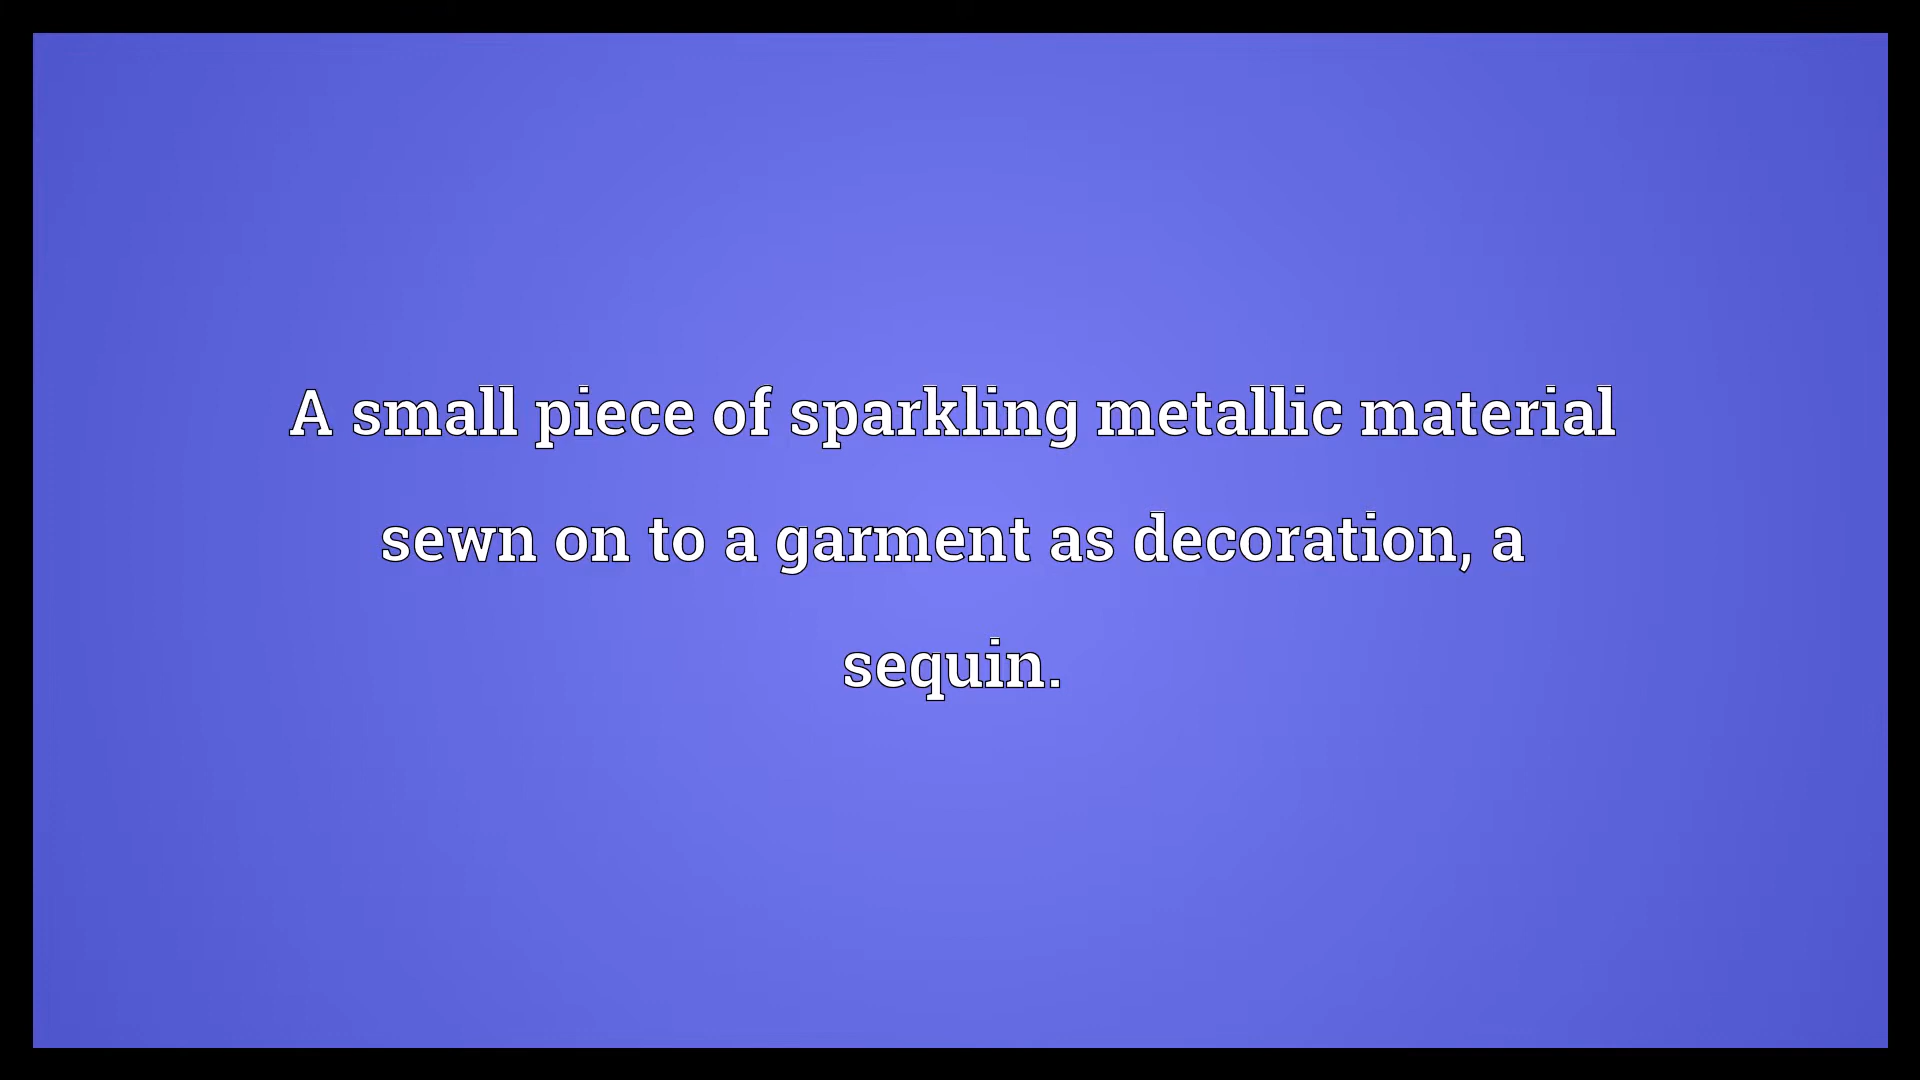 A small piece of sparkling metallic material
sewn on to a garment as decoration, a
sequin.